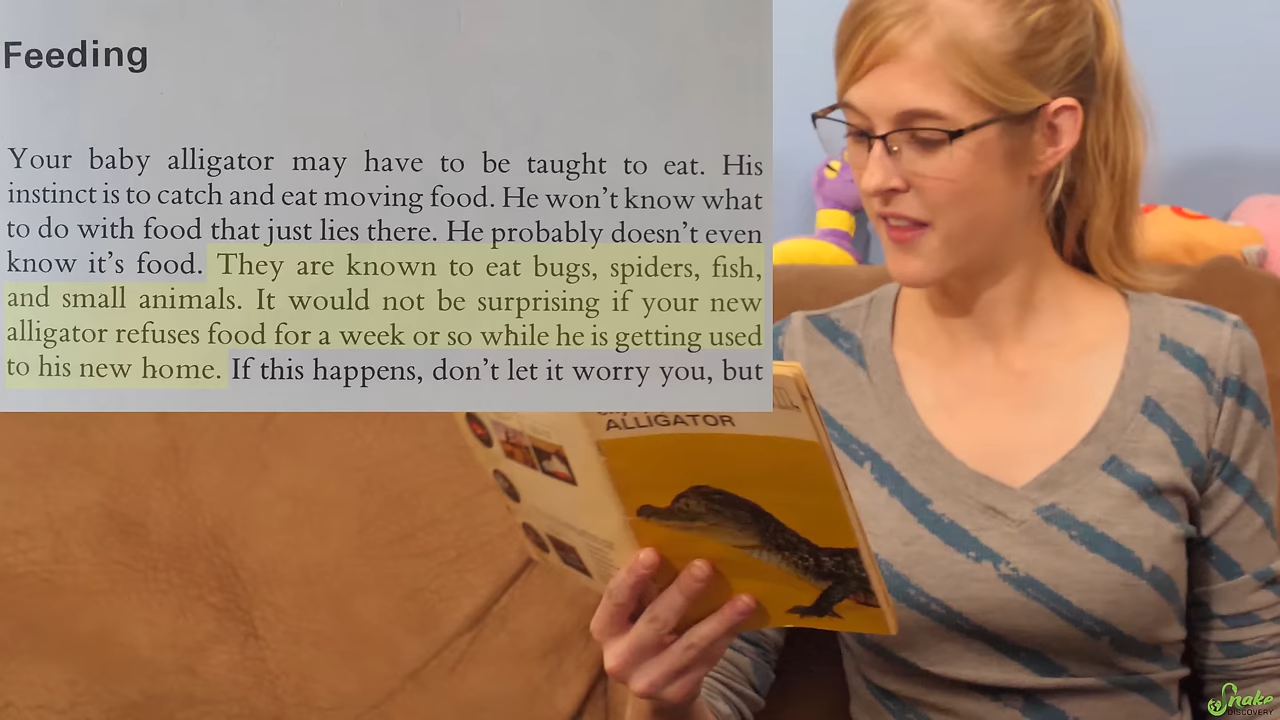 Feeding
Your baby alligator may have to be taught to eat. His
instinct is to catch and eat moving food. He won't know what
to do with food that just lies there. He probably doesn't even
know it's food. They are known to eat bugs, spiders, fish,
and small animals. It would not be surprising if your new
alligator refuses food for a week or so while he is getting used
to his new home. If this happens, don't let it worry you, but
ALLIGATOR
Snake
DISCOVERY